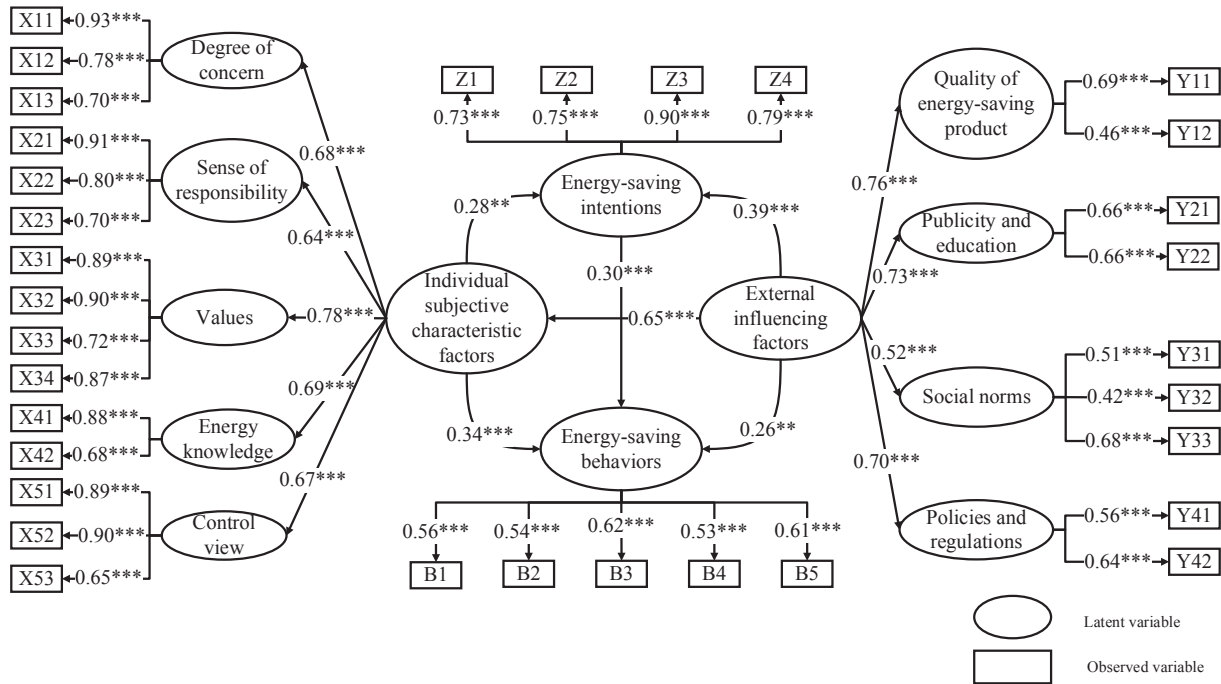 X11
0.93***
X12
0.78***
X13
0.70***
Degree of
concern
X21
0.91***
X22
0.80***
X23
0.70***
Sense of
responsibility
X31
0.89***
X32
0.90***
X33
0.72***
X34
0.87***
Values
X41
0.88***
X42
0.68***
Energy
knowledge
X51
0.89***
X52
0.90***
X53
0.65***
Control
view
0.68***
0.64***
0.78***
0.69***
0.67***
Individual
subjective
characteristic
factors
Z1
Z2
Z3
Z4
0.73***
0.75***
0.90***
0.79***
Energy-saving
intentions
0.28**
0.39***
0.30***
0.65***
0.34***
0.26**
External
influencing
factors
Energy-saving
behaviors
0.56***
0.54***
0.62***
0.53***
0.61***
B1
B2
B3
B4
B5
0.76***
0.73***
0.52***
0.70***
Quality of
energy-saving
product
0.69***
Y11
0.46***
Y12
Publicity and
education
0.66***
Y21
0.66***
Y22
Social norms
0.51***
Y31
0.42***
Y32
0.68***
Y33
Policies and
regulations
0.56***
Y41
0.64***
Y42
Latent variable
Observed variable